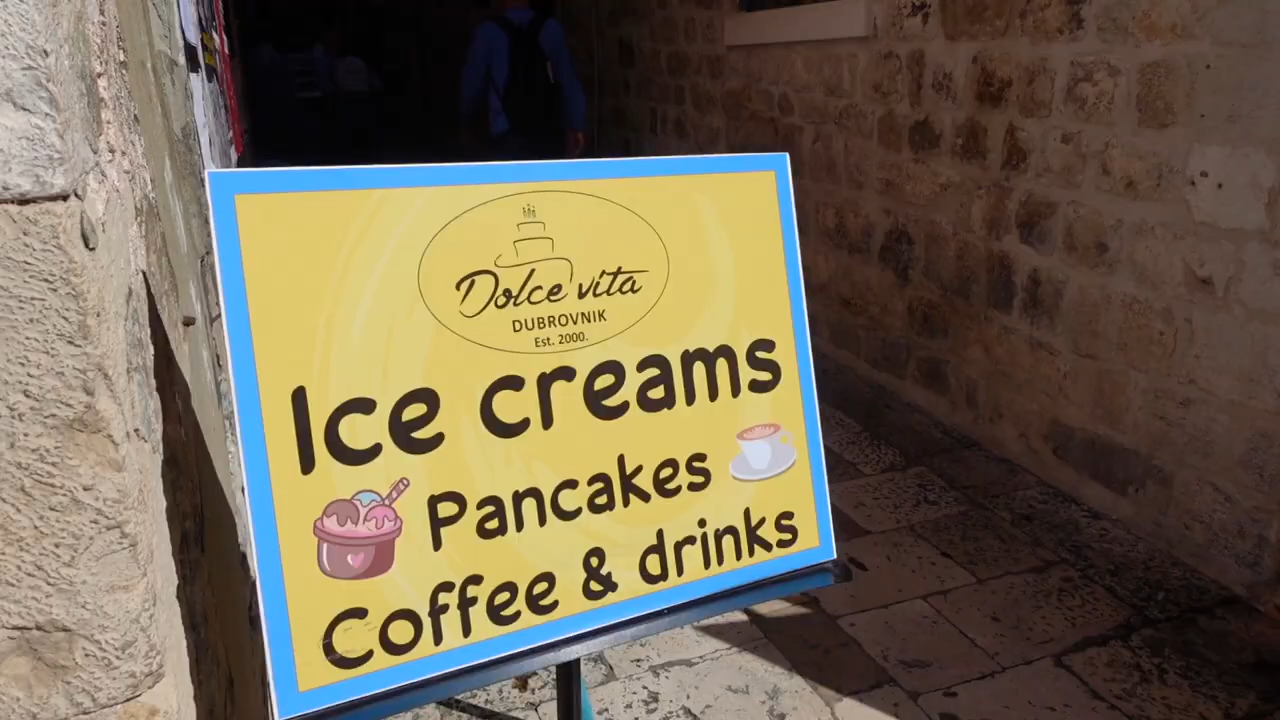 Dolce vita
DUBROVNIK
Est. 2000.
Ice creams
Pancakes
Coffee & drinks